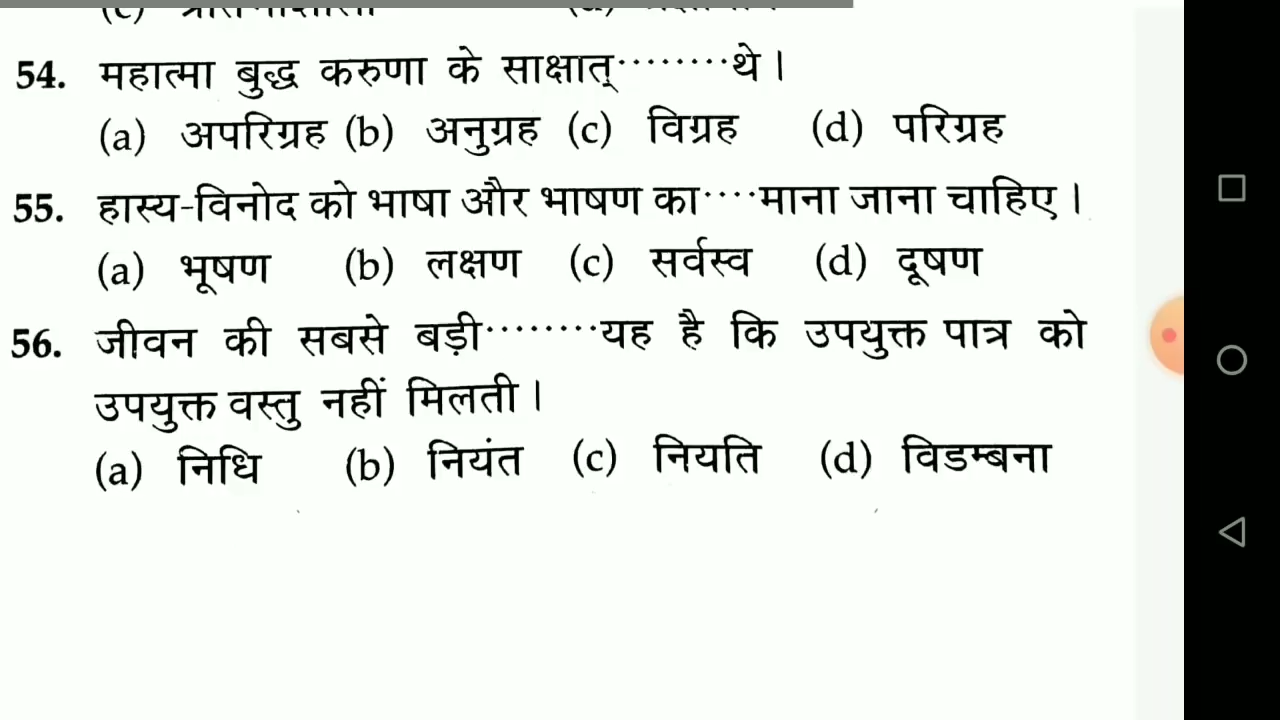 54. महात्मा बुद्ध करुणा के साक्षात्········थे।
(a) अपरिग्रह (b) अनुग्रह (c) विग्रह (d) परिग्रह
55. हास्य-विनोद को भाषा और भाषण का····माना जाना चाहिए।
(a) भूषण (b) लक्षण (c) सर्वस्व (d) दूषण
56. जीवन की सबसे बड़ी········यह है कि उपयुक्त पात्र को
उपयुक्त वस्तु नहीं मिलती।
(a) निधि (b) नियंत (c) नियति (d) विडम्बना